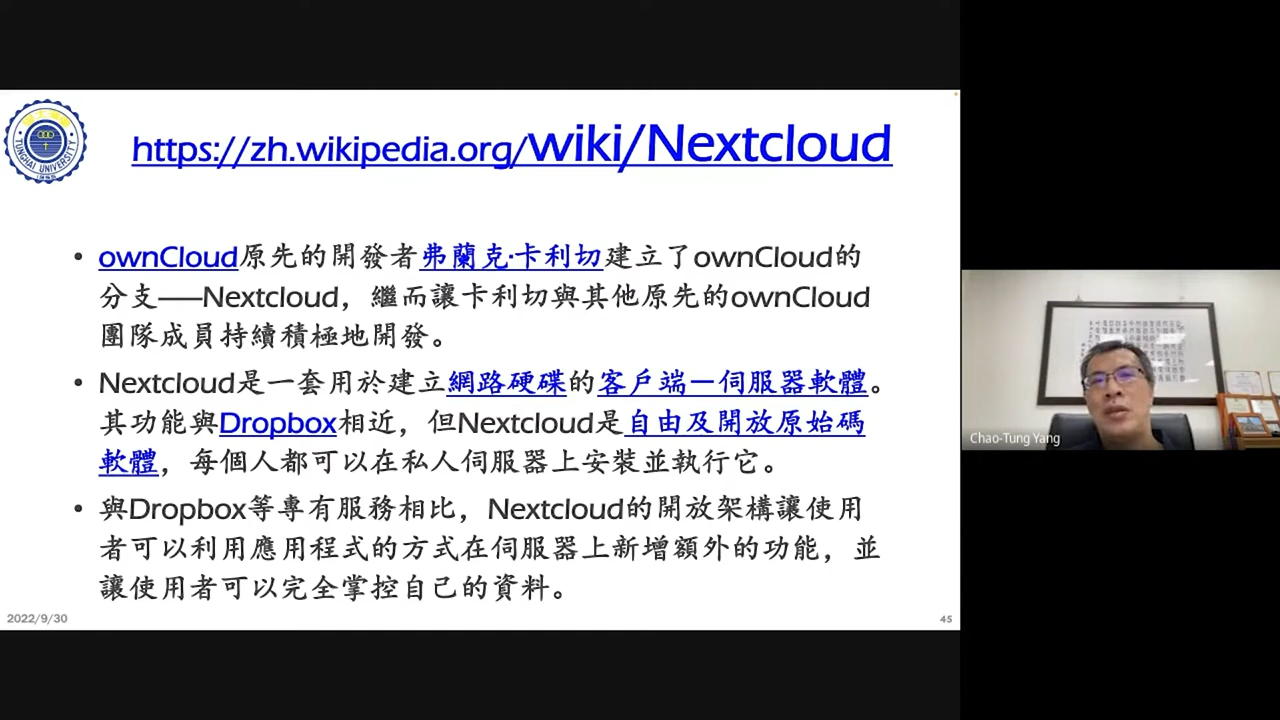 TUNGHAI UNIVERSITY
https://zh.wikipedia.org/wiki/Nextcloud
• ownCloud原先的開發者弗蘭克·卡利切建立了ownCloud的
分支——Nextcloud，繼而讓卡利切與其他原先的ownCloud
團隊成員持續積極地開發。
• Nextcloud是一套用於建立網路硬碟的客戶端－伺服器軟體。
其功能與Dropbox相近，但Nextcloud是自由及開放原始碼
軟體，每個人都可以在私人伺服器上安裝並執行它。
• 與Dropbox等專有服務相比，Nextcloud的開放架構讓使用
者可以利用應用程式的方式在伺服器上新增額外的功能，並
讓使用者可以完全掌控自己的資料。
2022/9/30
45
Chao-Tung Yang